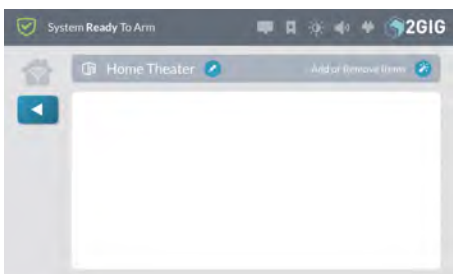 System Ready To Arm
2GIG
Home Theater
Add or Remove Items